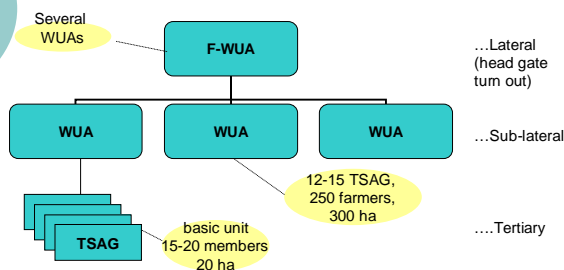 Several
WUAs
F-WUA
…Lateral
(head gate
turn out)
WUA
WUA
WUA
…Sub-lateral
12-15 TSAG,
250 farmers,
300 ha
TSAG
basic unit
15-20 members
20 ha
….Tertiary